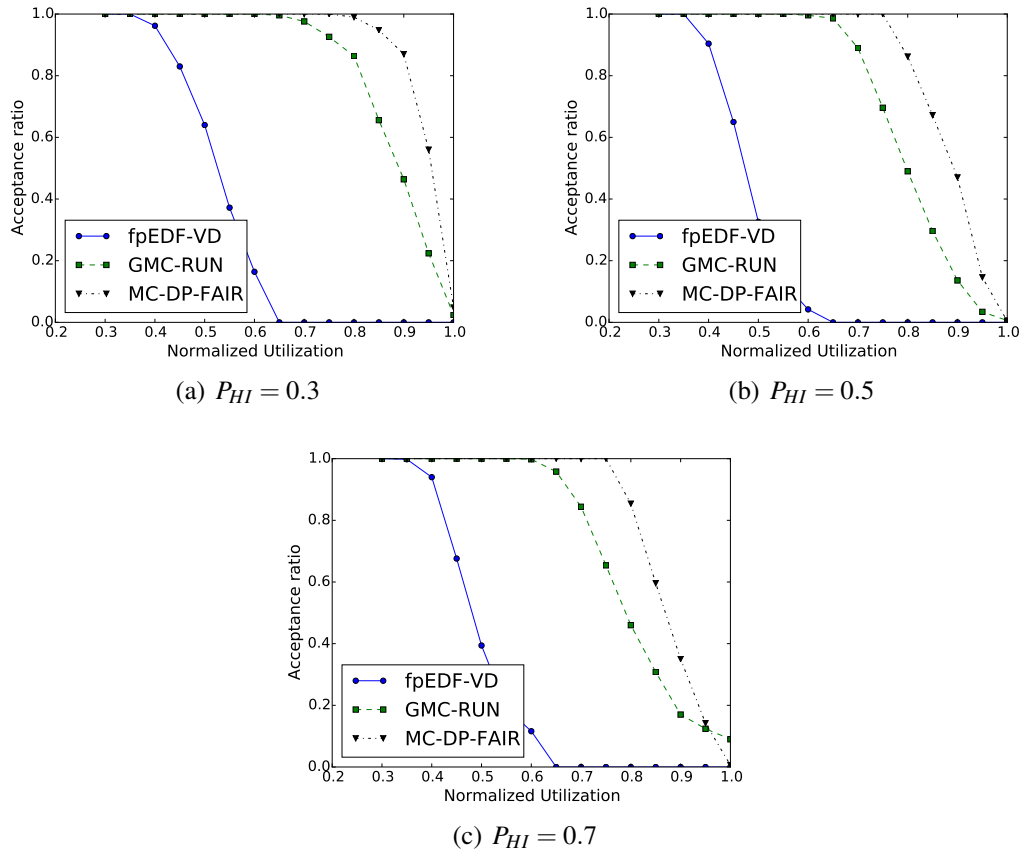 1.0
0.8
0.6
0.4
0.2
0.0
Acceptance ratio
fpEDF-VD
GMC-RUN
MC-DP-FAIR
0.2 0.3 0.4 0.5 0.6 0.7 0.8 0.9 1.0
Normalized Utilization
(a) P_HI = 0.3
1.0
0.8
0.6
0.4
0.2
0.0
Acceptance ratio
fpEDF-VD
GMC-RUN
MC-DP-FAIR
0.2 0.3 0.4 0.5 0.6 0.7 0.8 0.9 1.0
Normalized Utilization
(b) P_HI = 0.5
1.0
0.8
0.6
0.4
0.2
0.0
Acceptance ratio
fpEDF-VD
GMC-RUN
MC-DP-FAIR
0.2 0.3 0.4 0.5 0.6 0.7 0.8 0.9 1.0
Normalized Utilization
(c) P_HI = 0.7